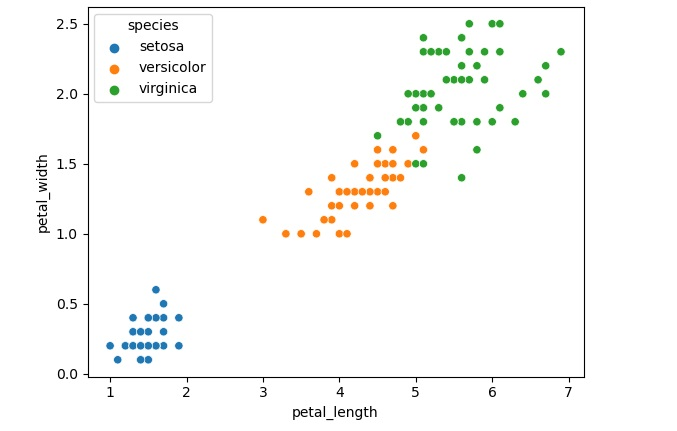 species
setosa
versicolor
virginica
2.5
2.0
1.5
1.0
0.5
0.0
petal_width
1 2 3 4 5 6 7
petal_length